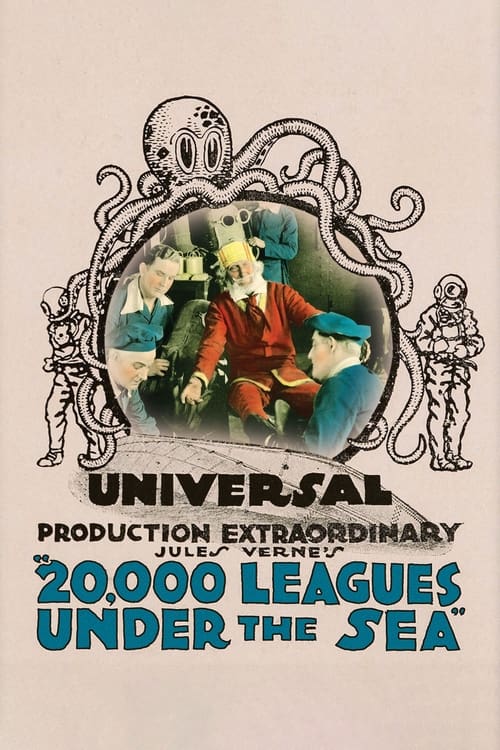 UNIVERSAL
PRODUCTION EXTRAORDINARY
JULES VERNE'S
"20,000 LEAGUES
UNDER THE SEA"